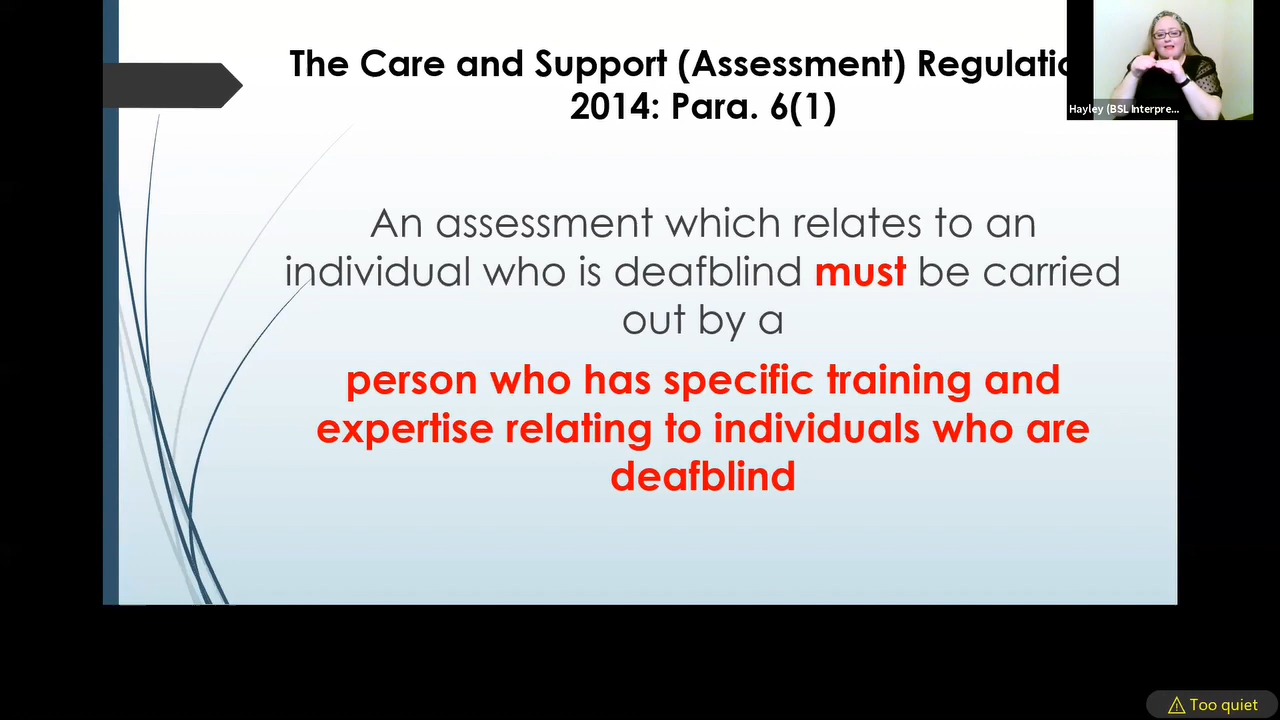 The Care and Support (Assessment) Regulatio
2014: Para. 6(1)
Hayley (BSL Interpre...
An assessment which relates to an
individual who is deafblind must be carried
out by a
person who has specific training and
expertise relating to individuals who are
deafblind
Too quiet